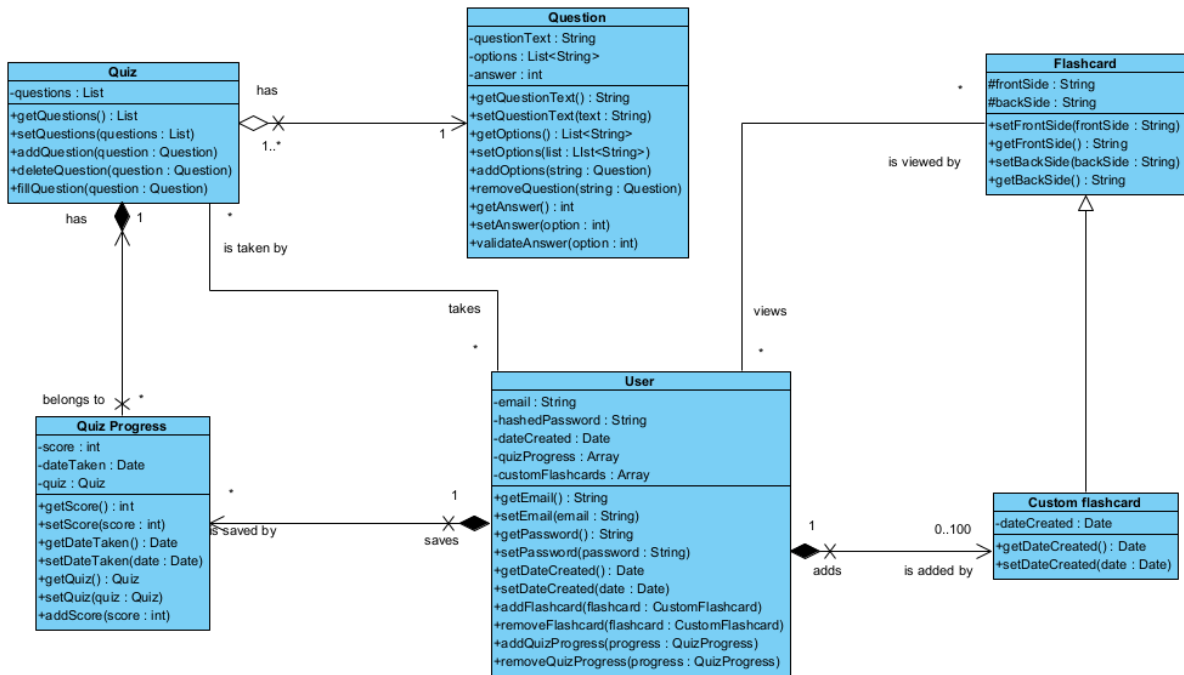 Quiz
-questions : List
+getQuestions() : List
+setQuestions(questions : List)
+addQuestion(question : Question)
+deleteQuestion(question : Question)
+fillQuestion(question : Question)
has
1..*
1
Question
-questionText : String
-options : List<String>
-answer : int
+getQuestionText() : String
+setQuestionText(text : String)
+getOptions() : List<String>
+setOptions(list : LIst<String>)
+addOptions(string : Question)
+removeQuestion(string : Question)
+getAnswer() : int
+setAnswer(option : int)
+validateAnswer(option : int)
Flashcard
#frontSide : String
#backSide : String
+setFrontSide(frontSide : String)
+getFrontSide() : String
+setBackSide(backSide : String)
+getBackSide() : String
*
is viewed by
views
*
has
1
*
is taken by
takes
*
belongs to
*
Quiz Progress
-score : int
-dateTaken : Date
-quiz : Quiz
+getScore() : int
+setScore(score : int)
+getDateTaken() : Date
+setDateTaken(date : Date)
+getQuiz() : Quiz
+setQuiz(quiz : Quiz)
+addScore(score : int)
*
is saved by
1
saves
User
-email : String
-hashedPassword : String
-dateCreated : Date
-quizProgress : Array
-customFlashcards : Array
+getEmail() : String
+setEmail(email : String)
+getPassword() : String
+setPassword(password : String)
+getDateCreated() : Date
+setDateCreated(date : Date)
+addFlashcard(flashcard : CustomFlashcard)
+removeFlashcard(flashcard : CustomFlashcard)
+addQuizProgress(progress : QuizProgress)
+removeQuizProgress(progress : QuizProgress)
1
adds
0..100
is added by
Custom flashcard
-dateCreated : Date
+getDateCreated() : Date
+setDateCreated(date : Date)